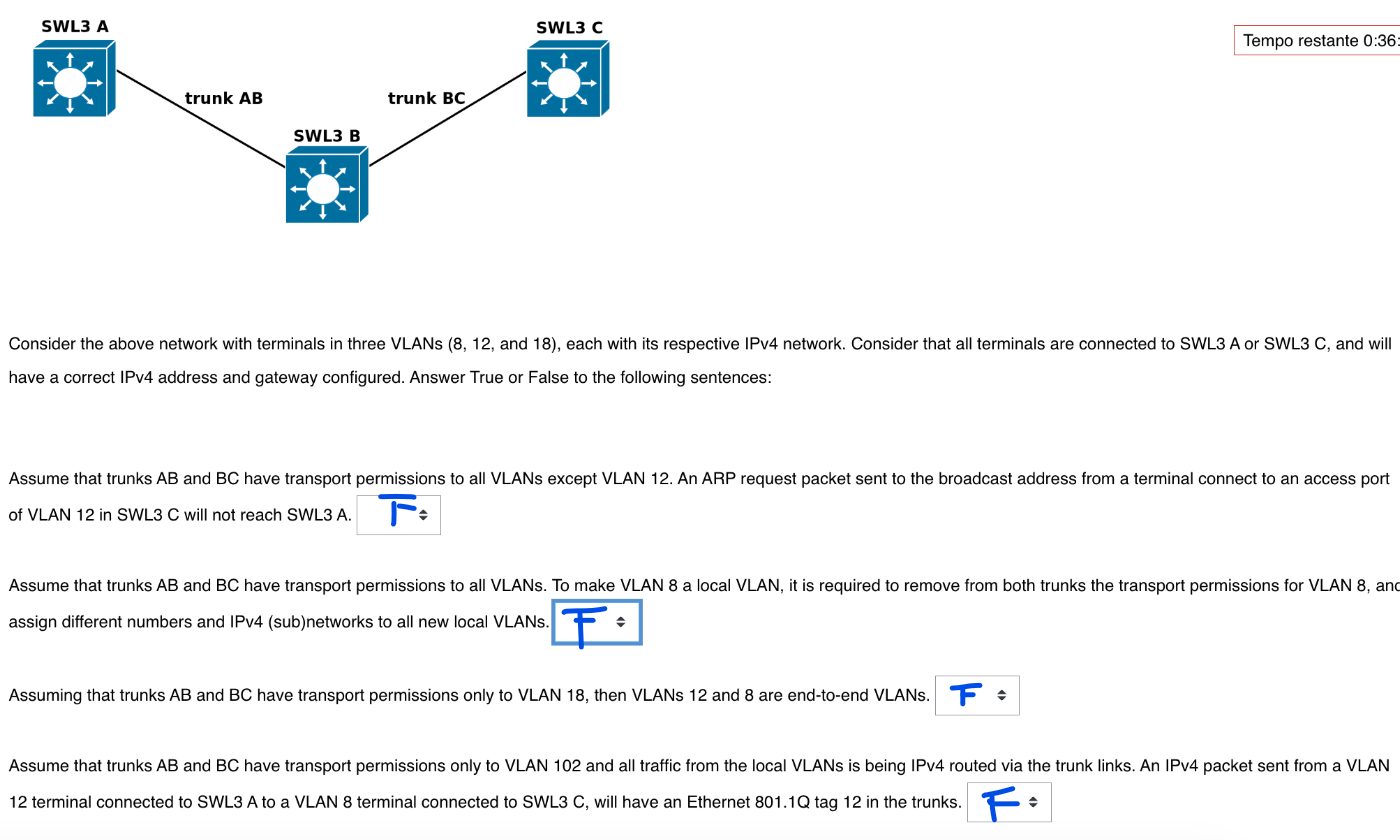 SWL3 A
SWL3 C
Tempo restante 0:36:
trunk AB
trunk BC
SWL3 B
Consider the above network with terminals in three VLANs (8, 12, and 18), each with its respective IPv4 network. Consider that all terminals are connected to SWL3 A or SWL3 C, and will
have a correct IPv4 address and gateway configured. Answer True or False to the following sentences:
Assume that trunks AB and BC have transport permissions to all VLANs except VLAN 12. An ARP request packet sent to the broadcast address from a terminal connect to an access port
of VLAN 12 in SWL3 C will not reach SWL3 A.
Assume that trunks AB and BC have transport permissions to all VLANs. To make VLAN 8 a local VLAN, it is required to remove from both trunks the transport permissions for VLAN 8, and
assign different numbers and IPv4 (sub)networks to all new local VLANs. F
Assuming that trunks AB and BC have transport permissions only to VLAN 18, then VLANs 12 and 8 are end-to-end VLANs. F
Assume that trunks AB and BC have transport permissions only to VLAN 102 and all traffic from the local VLANs is being IPv4 routed via the trunk links. An IPv4 packet sent from a VLAN
12 terminal connected to SWL3 A to a VLAN 8 terminal connected to SWL3 C, will have an Ethernet 801.1Q tag 12 in the trunks. F